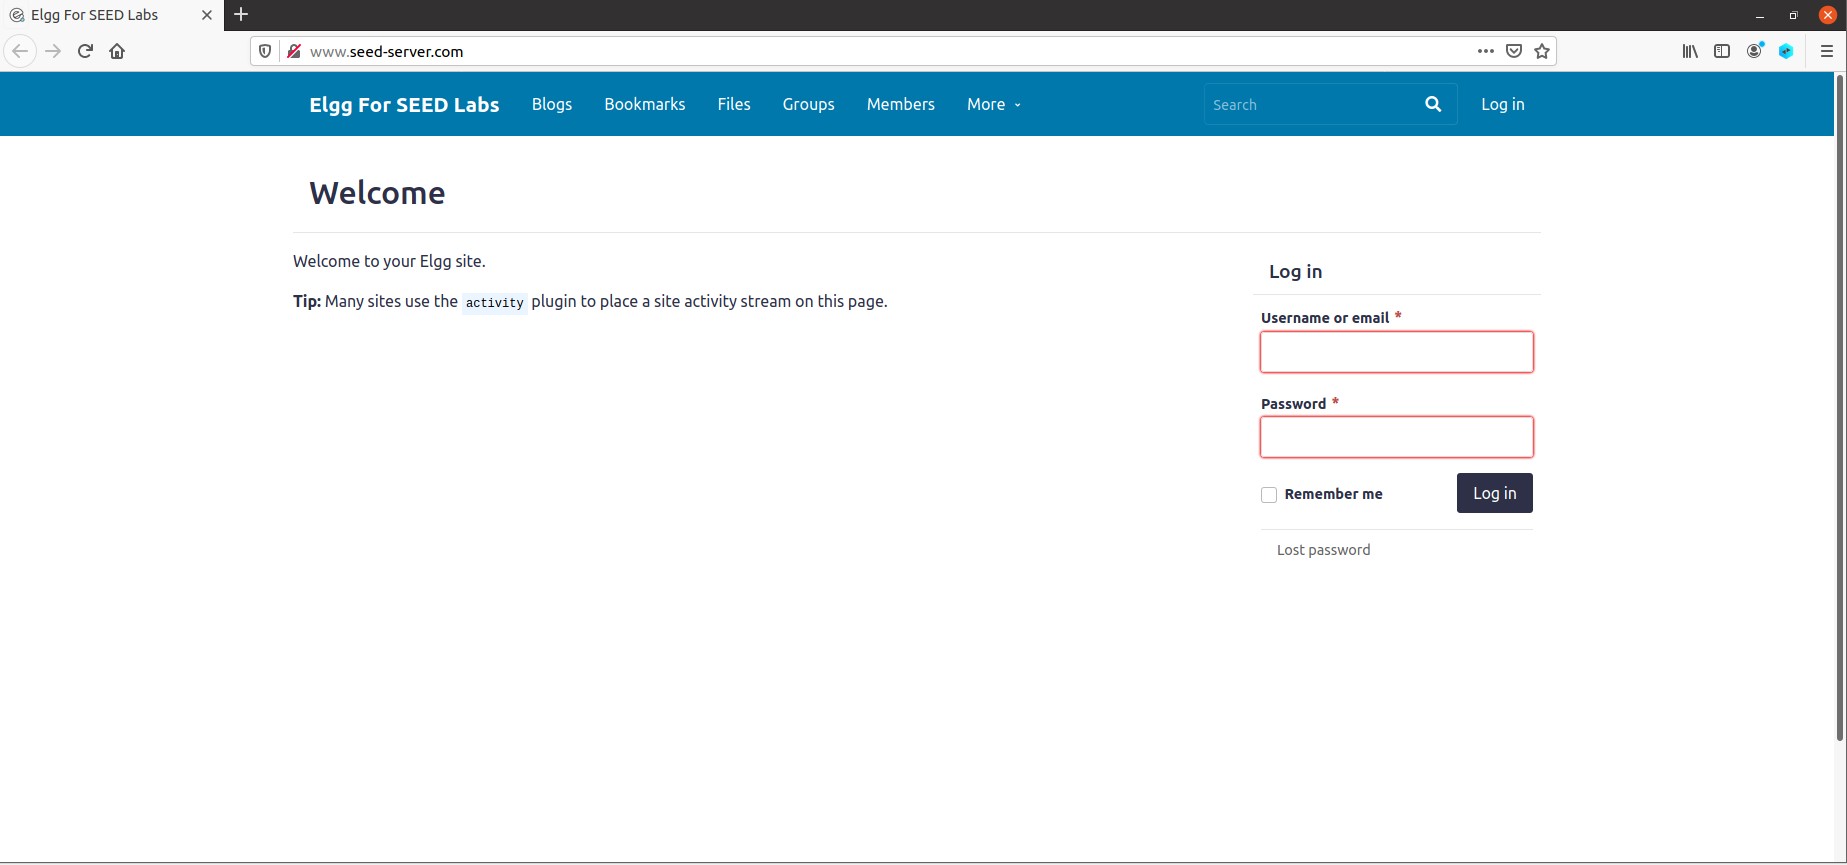 Elgg For SEED Labs
www.seed-server.com
Elgg For SEED Labs Blogs Bookmarks Files Groups Members More Search Log in
Welcome
Welcome to your Elgg site.
Tip: Many sites use the activity plugin to place a site activity stream on this page.
Log in
Username or email *
Password *
Remember me Log in
Lost password